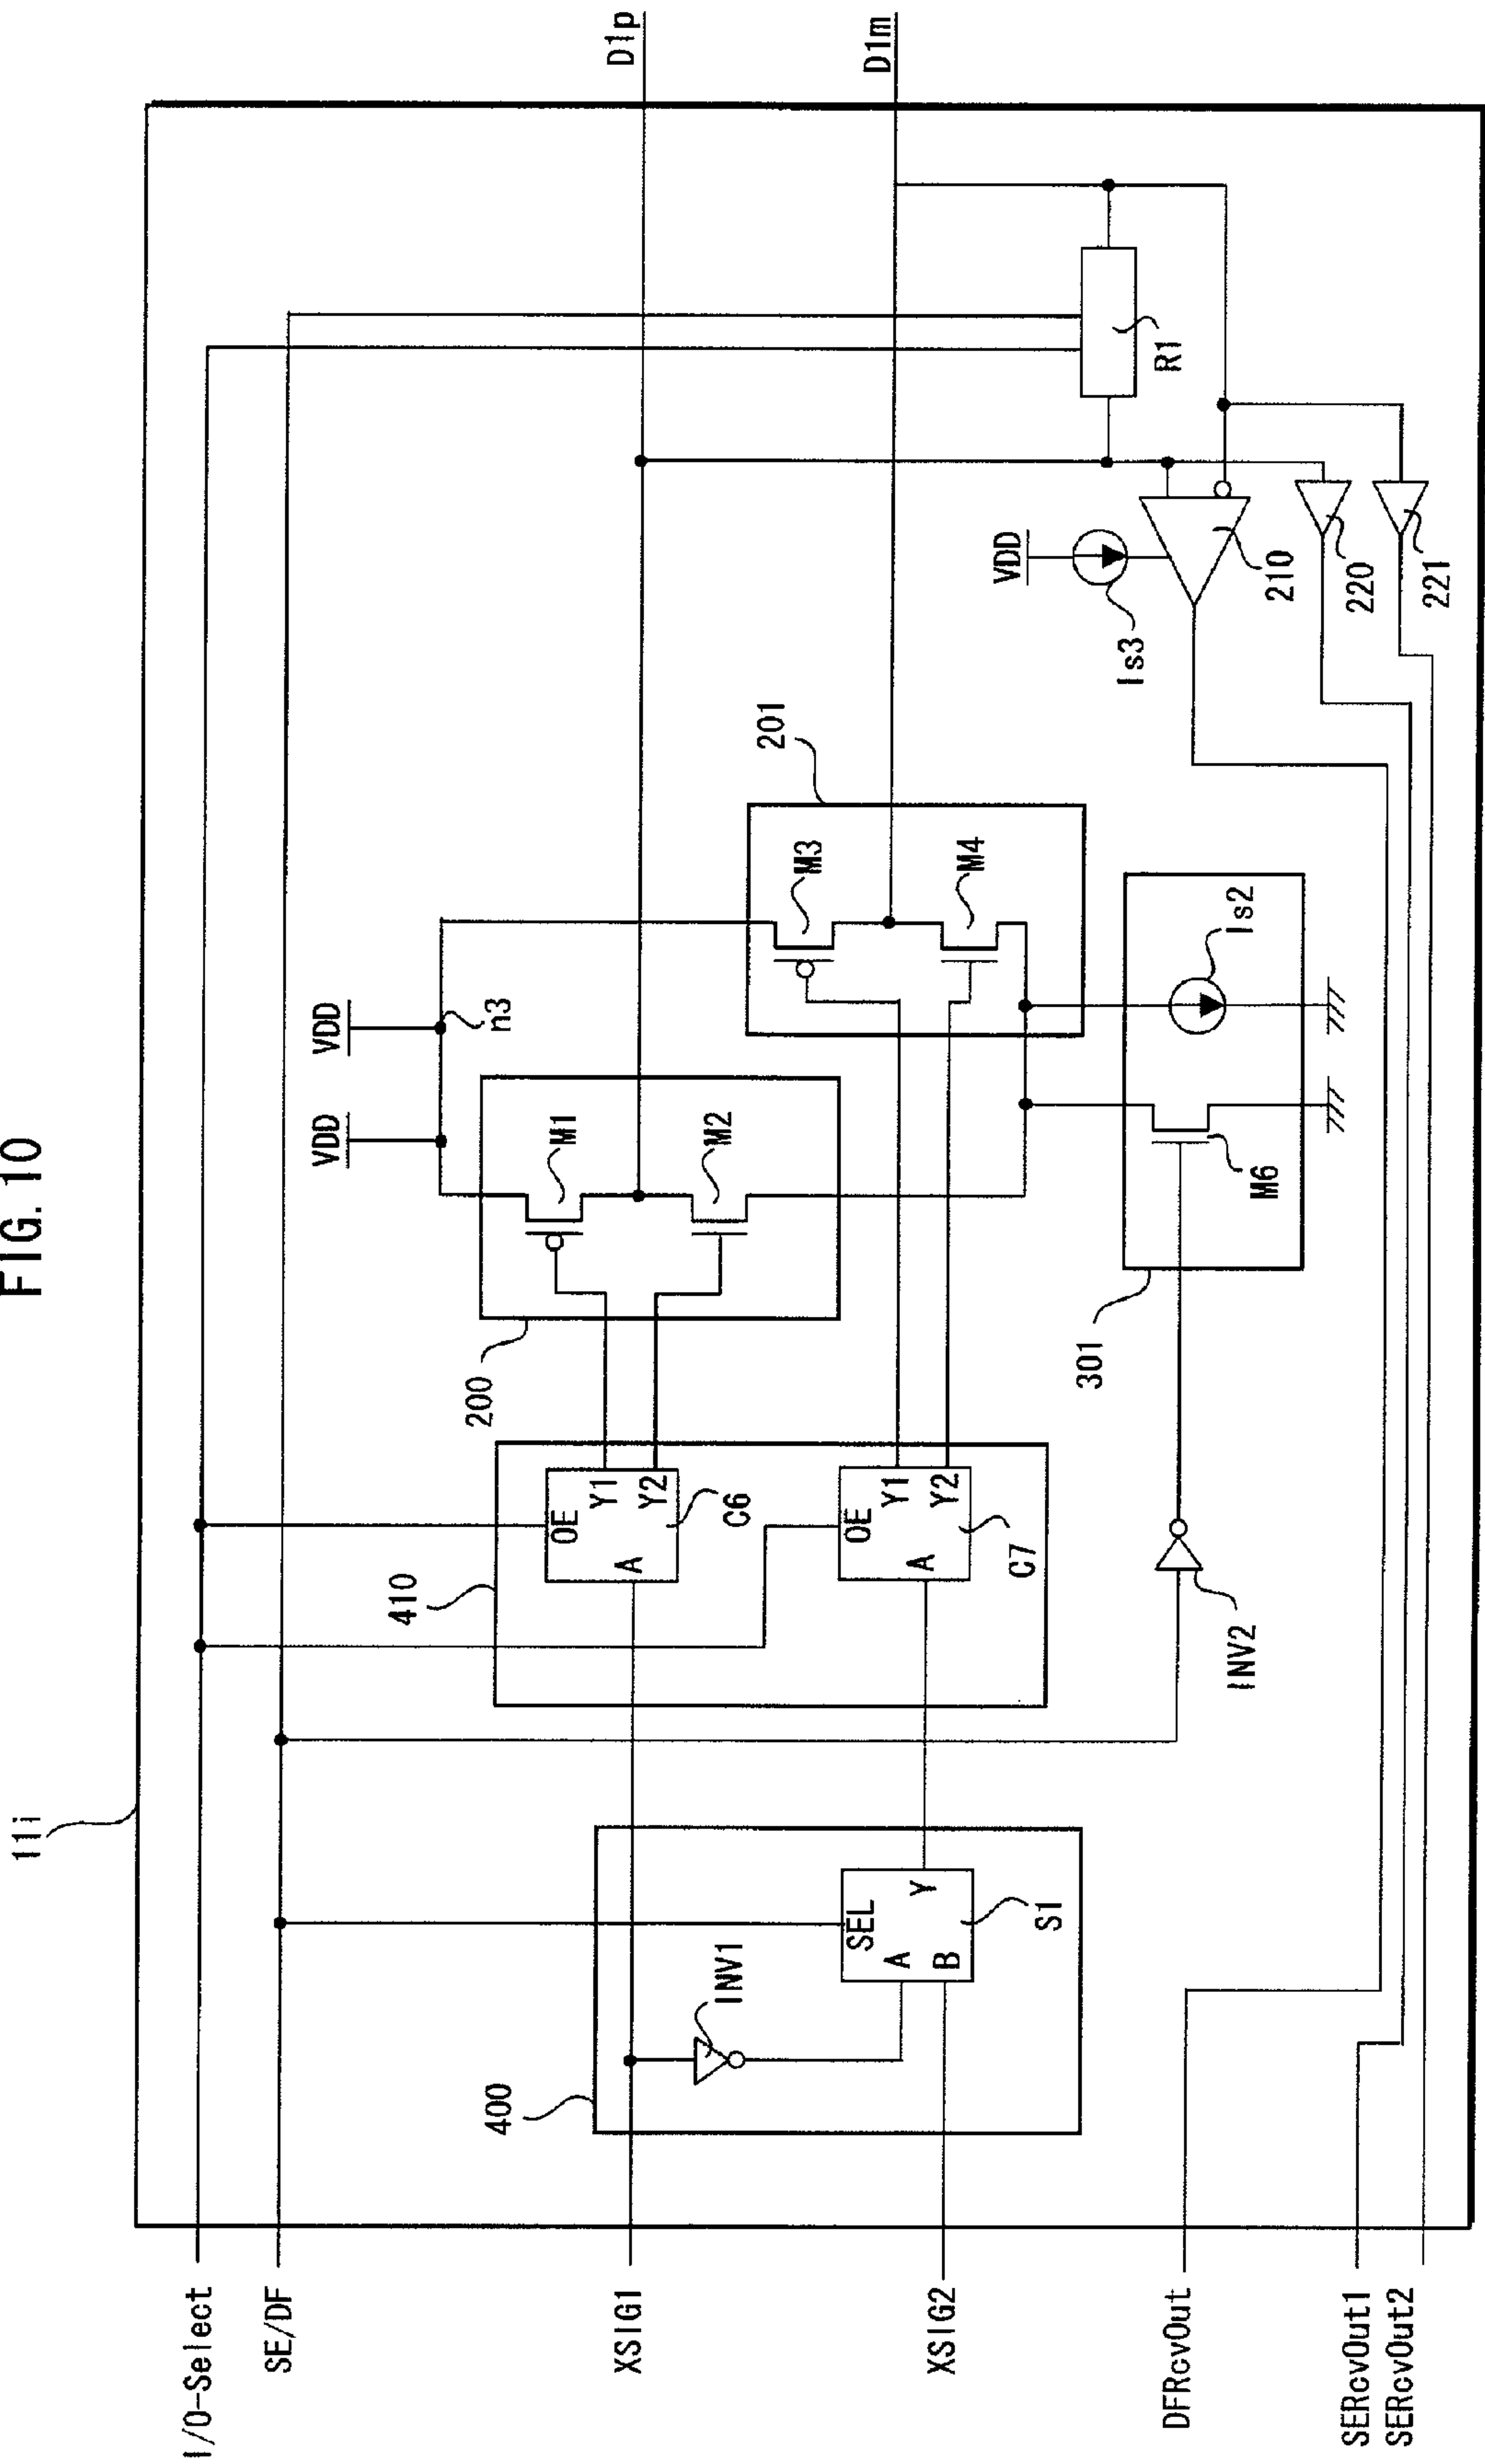 FIG. 10
11i
I/O-Select
SE/DF
XSIG1
XSIG2
DFRcvOut
SERcvOut1
SERcvOut2
400
INV1
SEL
A
B
Y
S1
410
OE
A
Y1
Y2
C6
OE
A
Y1
Y2
C7
INV2
200
M1
M2
VDD
VDD
n3
201
M3
M4
301
M6
Is2
VDD
Is3
210
220
221
R1
D1p
D1m